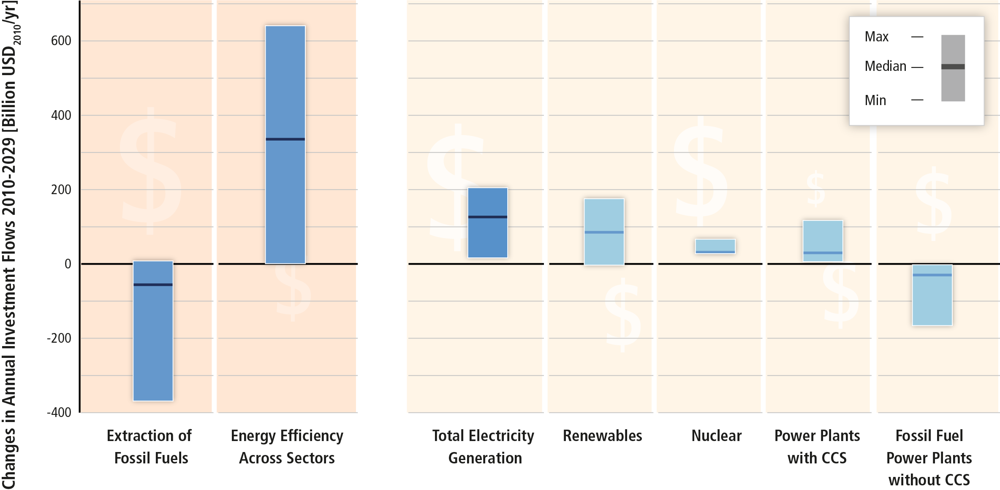 Changes in Annual Investment Flows 2010-2029 [Billion USD2010/yr]
600
400
200
0
-200
-400
Max
Median
Min
Extraction of
Fossil Fuels
Energy Efficiency
Across Sectors
Total Electricity
Generation
Renewables
Nuclear
Power Plants
with CCS
Fossil Fuel
Power Plants
without CCS
$
$
$
$
$
$
$
$